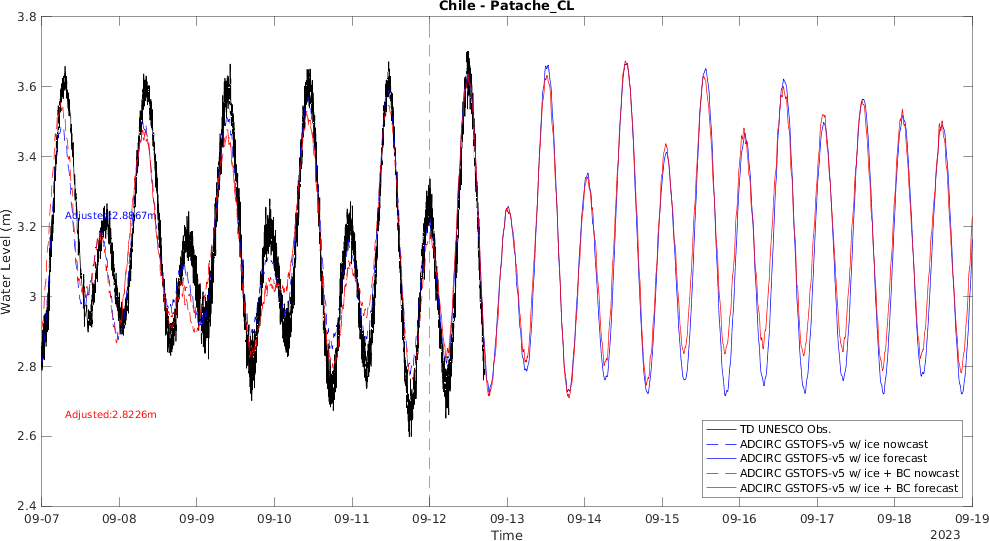 Chile - Patache_CL
3.8
3.6
3.4
3.2
3
2.8
2.6
2.4
Water Level (m)
Adjusted:2.8867m
Adjusted:2.8226m
TD UNESCO Obs.
ADCIRC GSTOFS-v5 w/ ice nowcast
ADCIRC GSTOFS-v5 w/ ice forecast
ADCIRC GSTOFS-v5 w/ ice + BC nowcast
ADCIRC GSTOFS-v5 w/ ice + BC forecast
09-07 09-08 09-09 09-10 09-11 09-12 09-13 09-14 09-15 09-16 09-17 09-18 09-19
Time
2023